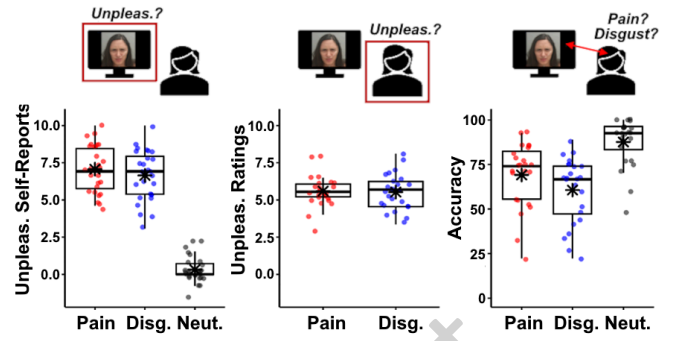 Unpleas.?
Unpleas.?
Pain?
Disgust?
Unpleas. Self-Reports
10.0
7.5
5.0
2.5
0.0
Pain Disg. Neut.
Unpleas. Ratings
10.0
7.5
5.0
2.5
0.0
Pain Disg.
Accuracy
100
75
50
25
0
Pain Disg. Neut.